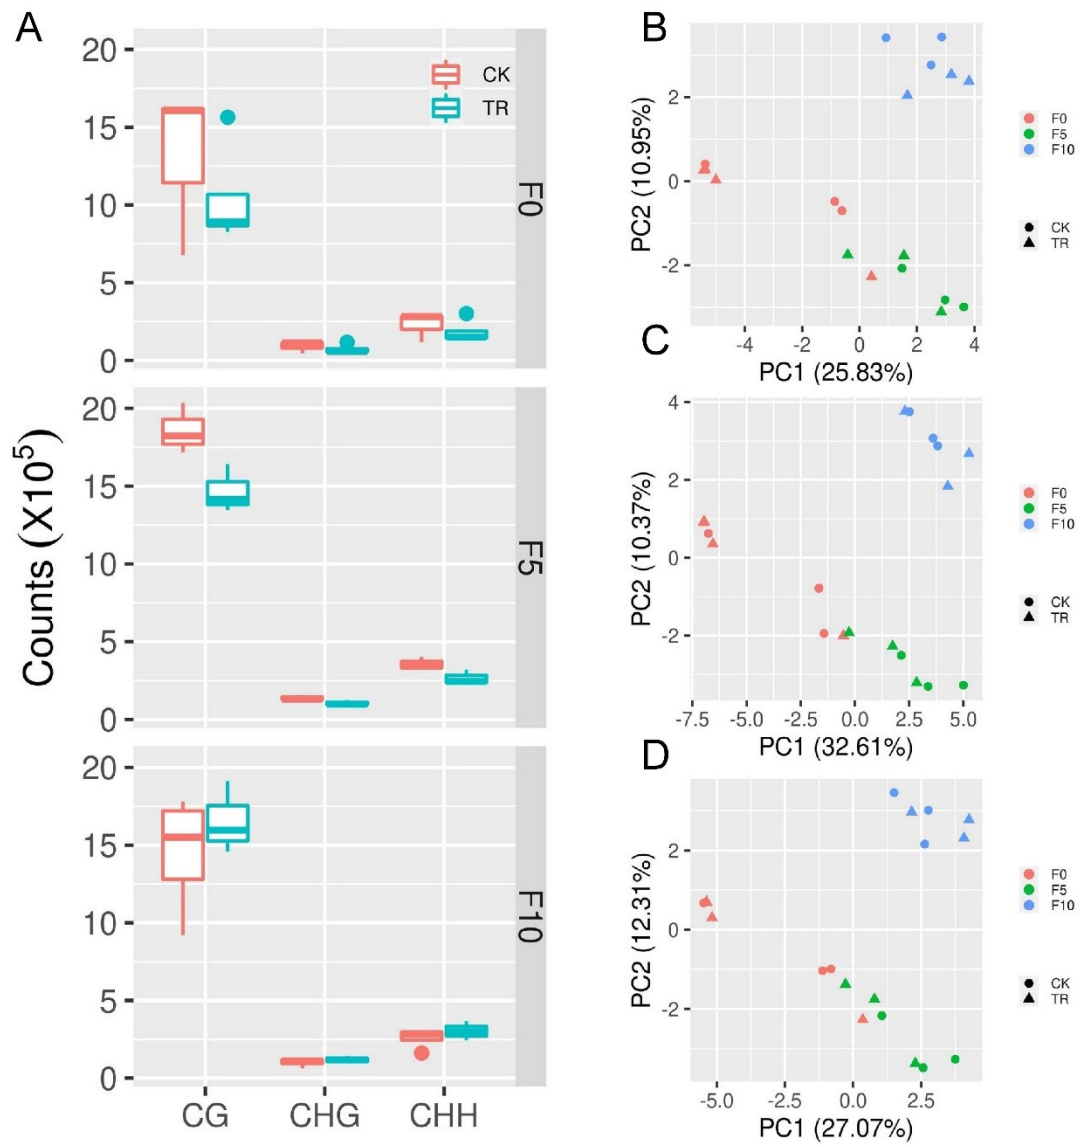 A
20
15
10
5
0
CK
TR
F0
20
15
10
5
0
F5
20
15
10
5
0
F10
Counts (X10⁵)
CG CHG CHH
B
2
0
-2
PC2 (10.95%)
-4 -2 0 2 4
PC1 (25.83%)
F0
F5
F10
CK
TR
C
4
2
0
-2
PC2 (10.37%)
-7.5 -5.0 -2.5 0.0 2.5 5.0
PC1 (32.61%)
F0
F5
F10
CK
TR
D
2
0
-2
PC2 (12.31%)
-5.0 -2.5 0.0 2.5
PC1 (27.07%)
F0
F5
F10
CK
TR